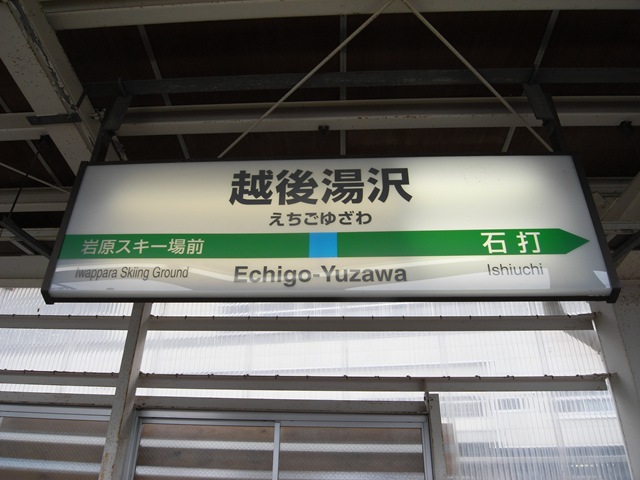 越後湯沢
えちごゆざわ
岩原スキー場前
石打
Iwappara Skiing Ground
Echigo-Yuzawa
Ishiuchi